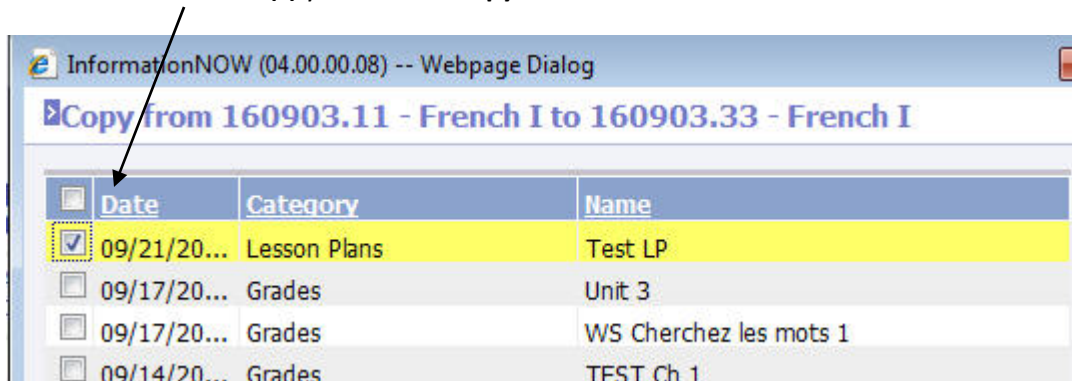 InformationNOW (04.00.00.08) -- Webpage Dialog
Copy from 160903.11 - French I to 160903.33 - French I
Date Category Name
09/21/20... Lesson Plans Test LP
09/17/20... Grades Unit 3
09/17/20... Grades WS Cherchez les mots 1
09/14/20... Grades TEST Ch 1